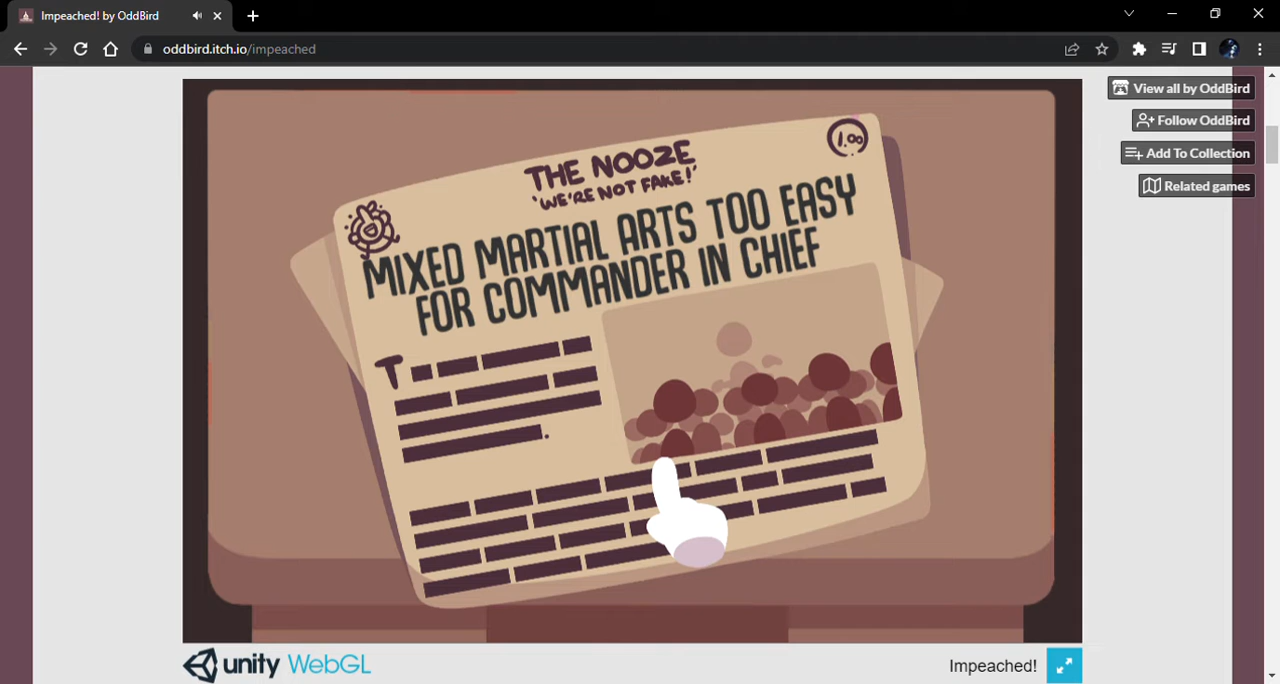 Impeached! by OddBird
oddbird.itch.io/impeached
View all by OddBird
Follow OddBird
Add To Collection
Related games
1.00
THE NOOZE
'WE'RE NOT FAKE!'
MIXED MARTIAL ARTS TOO EASY
FOR COMMANDER IN CHIEF
T
unity WebGL
Impeached!